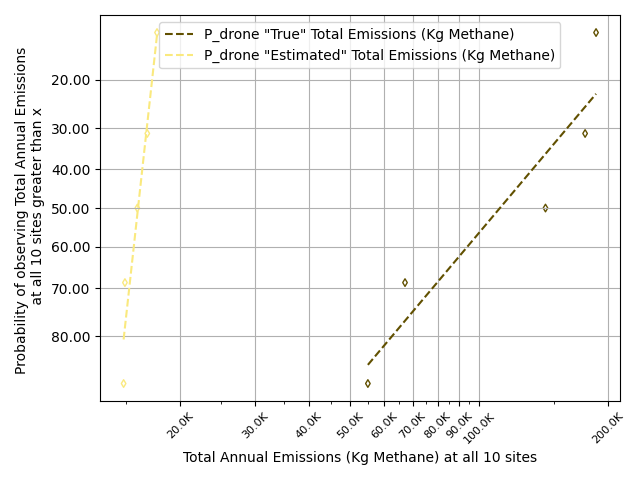 P_drone "True" Total Emissions (Kg Methane)
P_drone "Estimated" Total Emissions (Kg Methane)
Probability of observing Total Annual Emissions
at all 10 sites greater than x
20.00
30.00
40.00
50.00
60.00
70.00
80.00
20.0K
30.0K
40.0K
50.0K
60.0K
70.0K
80.0K
90.0K
100.0K
200.0K
Total Annual Emissions (Kg Methane) at all 10 sites